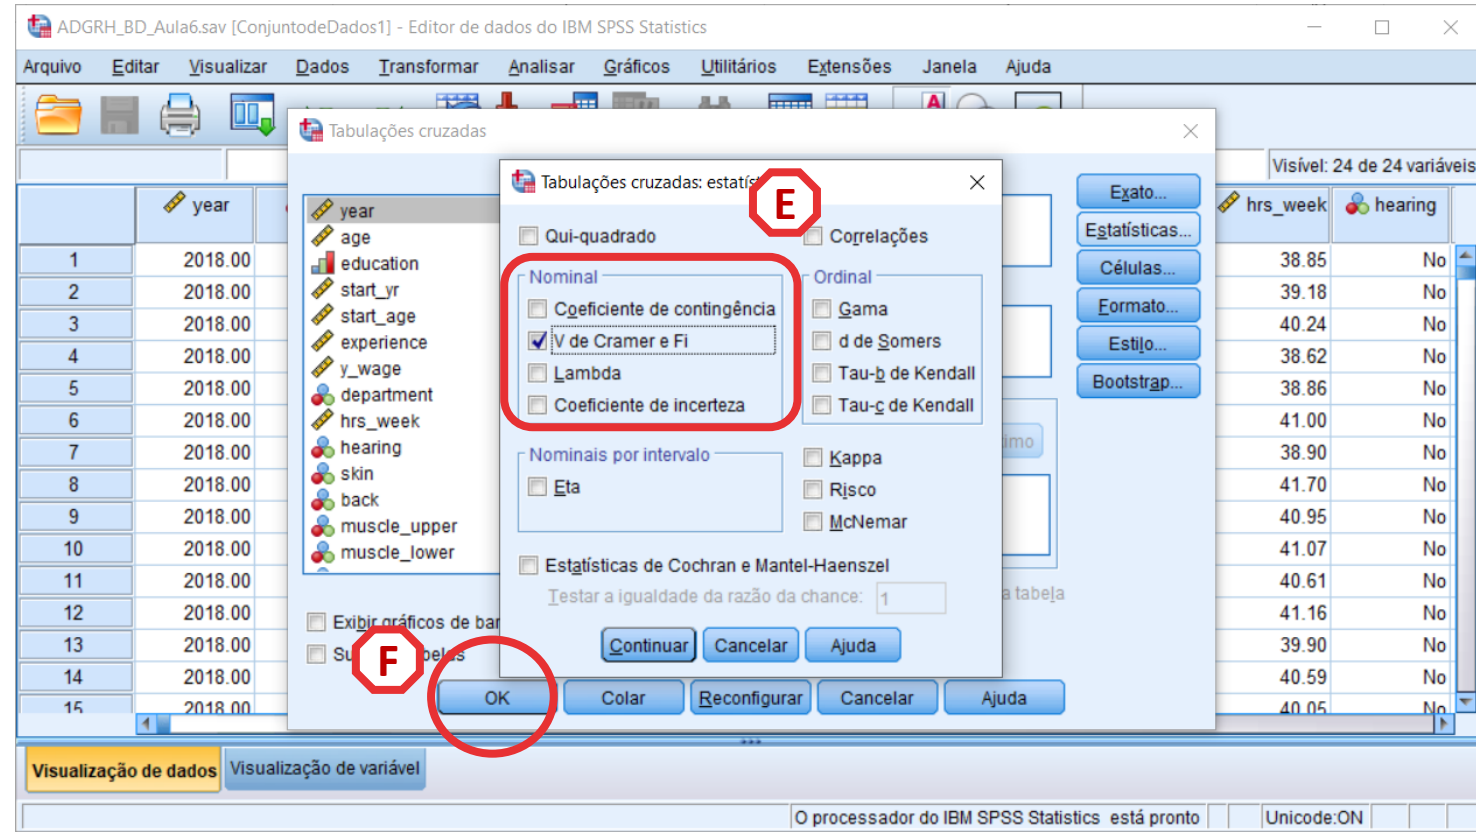 ADGRH_BD_Aula6.sav [ConjuntodeDados1] - Editor de dados do IBM SPSS Statistics
Arquivo Editar Visualizar Dados Transformar Analisar Gráficos Utilitários Extensões Janela Ajuda
A
Visível: 24 de 24 variáveis
year hrs_week hearing
1 2018.00 38.85 No
2 2018.00 39.18 No
3 2018.00 40.24 No
4 2018.00 38.62 No
5 2018.00 38.86 No
6 2018.00 41.00 No
7 2018.00 38.90 No
8 2018.00 41.70 No
9 2018.00 40.95 No
10 2018.00 41.07 No
11 2018.00 40.61 No
12 2018.00 41.16 No
13 2018.00 39.90 No
14 2018.00 40.59 No
15 2018.00 40.05 No
Tabulações cruzadas
year
age
education
start_yr
start_age
experience
y_wage
department
hrs_week
hearing
skin
back
muscle_upper
muscle_lower
Exato...
Estatísticas...
Células...
Formato...
Estilo...
Bootstrap...
Exibir gráficos de
F
OK Colar Reconfigurar Cancelar Ajuda
Tabulações cruzadas:
E
Qui-quadrado Correlações
Nominal
Coeficiente de contingência
V de Cramer e Fi
Lambda
Coeficiente de incerteza
Ordinal
Gama
d de Somers
Tau-b de Kendall
Tau-c de Kendall
Nominais por intervalo
Eta
Kappa
Risco
McNemar
Estatísticas de Cochran e Mantel-Haenszel
Testar a igualdade da razão da chance: 1
a tabela
Continuar Cancelar Ajuda
Visualização de dados Visualização de variável
O processador do IBM SPSS Statistics está pronto Unicode:ON